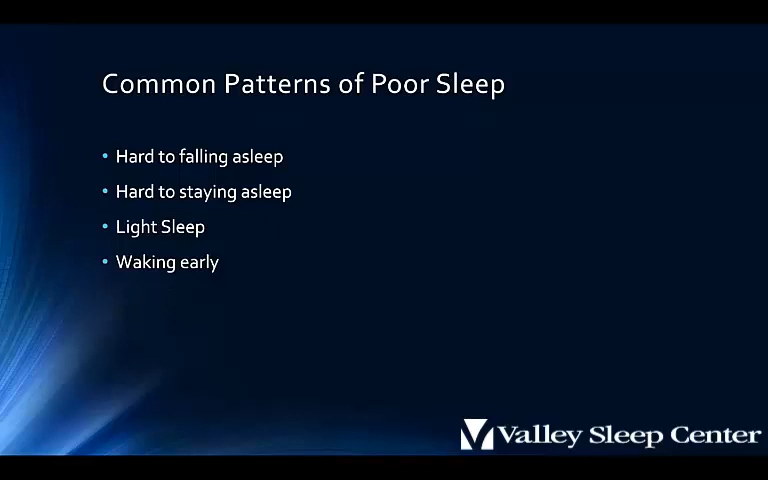 Common Patterns of Poor Sleep
• Hard to falling asleep
• Hard to staying asleep
• Light Sleep
• Waking early
Valley Sleep Center